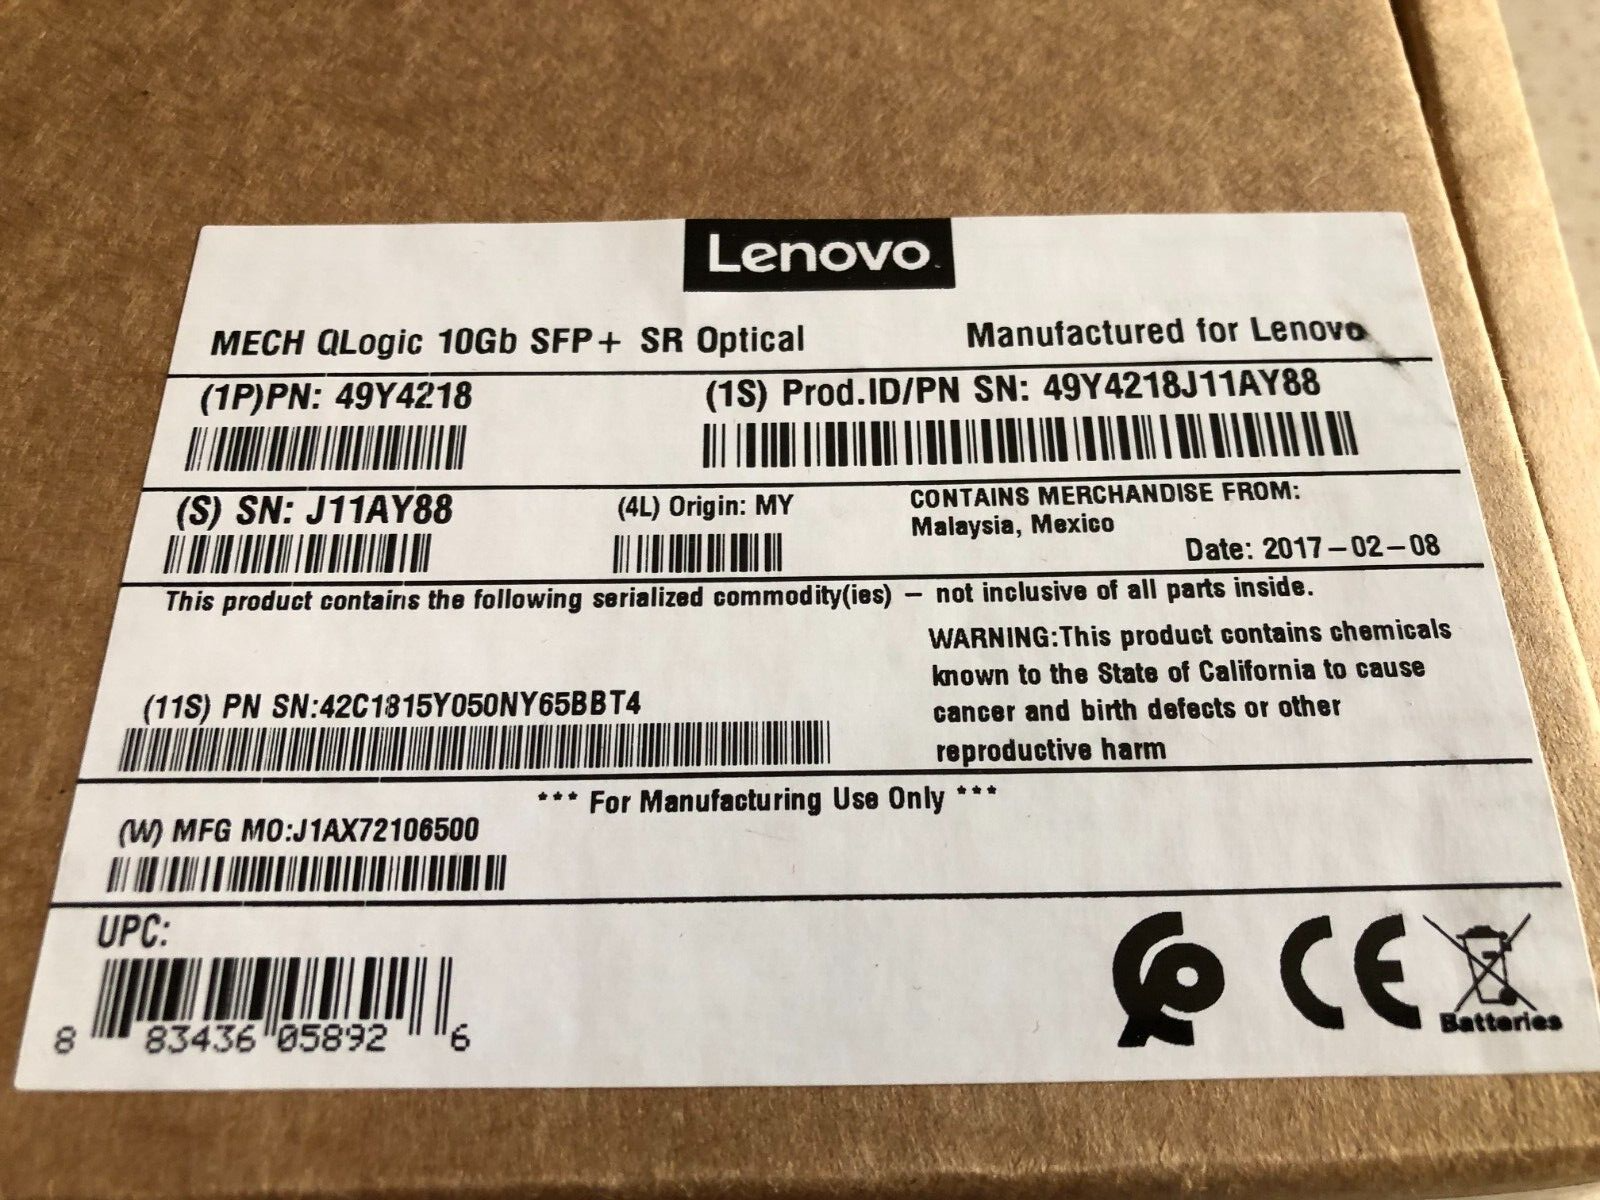 Lenovo
MECH QLogic 10Gb SFP+ SR Optical
Manufactured for Lenovo
(1P)PN: 49Y4218
(1S) Prod.ID/PN SN: 49Y4218J11AY88
(S) SN: J11AY88
(4L) Origin: MY
CONTAINS MERCHANDISE FROM:
Malaysia, Mexico
Date: 2017-02-08
This product contains the following serialized commodity(ies) — not inclusive of all parts inside.
WARNING:This product contains chemicals
known to the State of California to cause
cancer and birth defects or other
reproductive harm
(11S) PN SN:42C1815Y050NY65BBT4
*** For Manufacturing Use Only ***
(W) MFG MO:J1AX72106500
UPC:
8 83436 05892 6
CE
Batteries